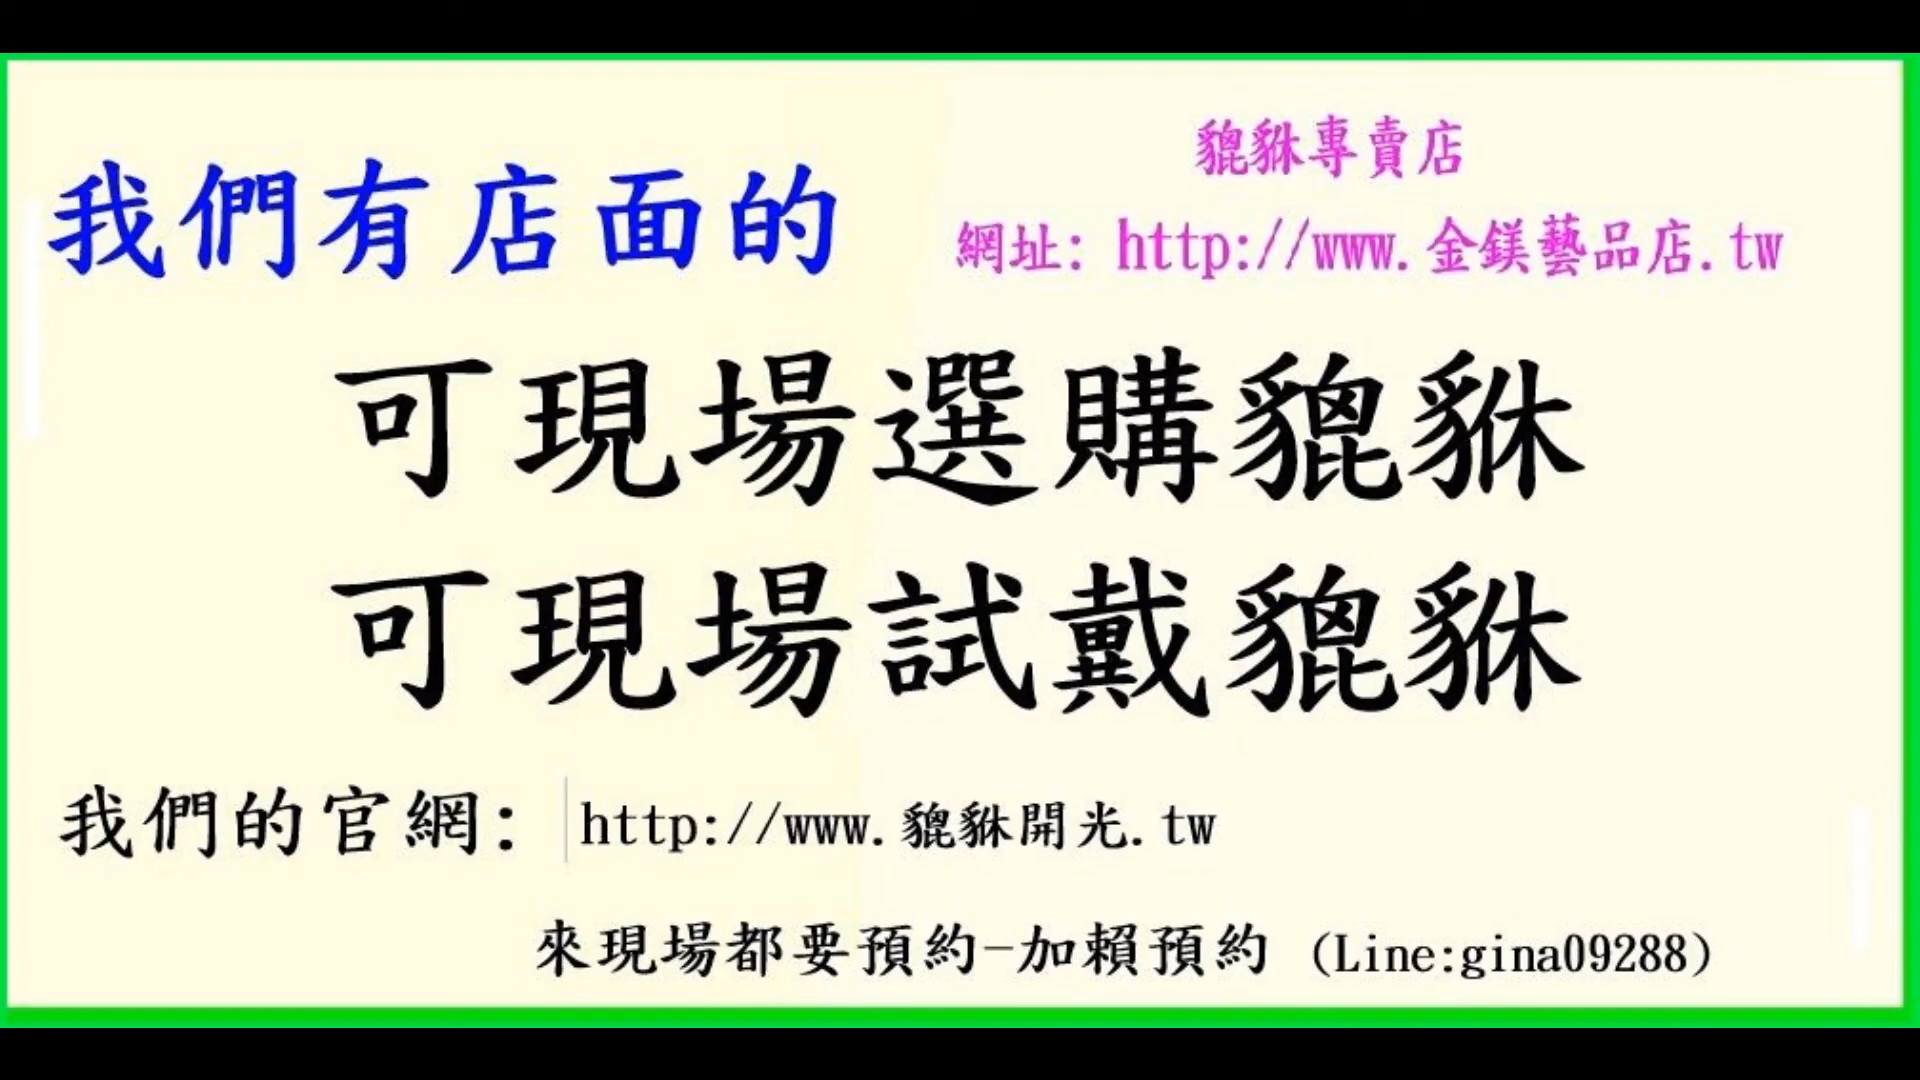 貔貅專賣店
我們有店面的
網址: http://www.金鎂藝品店.tw
可現場選購貔貅
可現場試戴貔貅
我們的官網: http://www.貔貅開光.tw
來現場都要預約-加賴預約 (Line:gina09288)